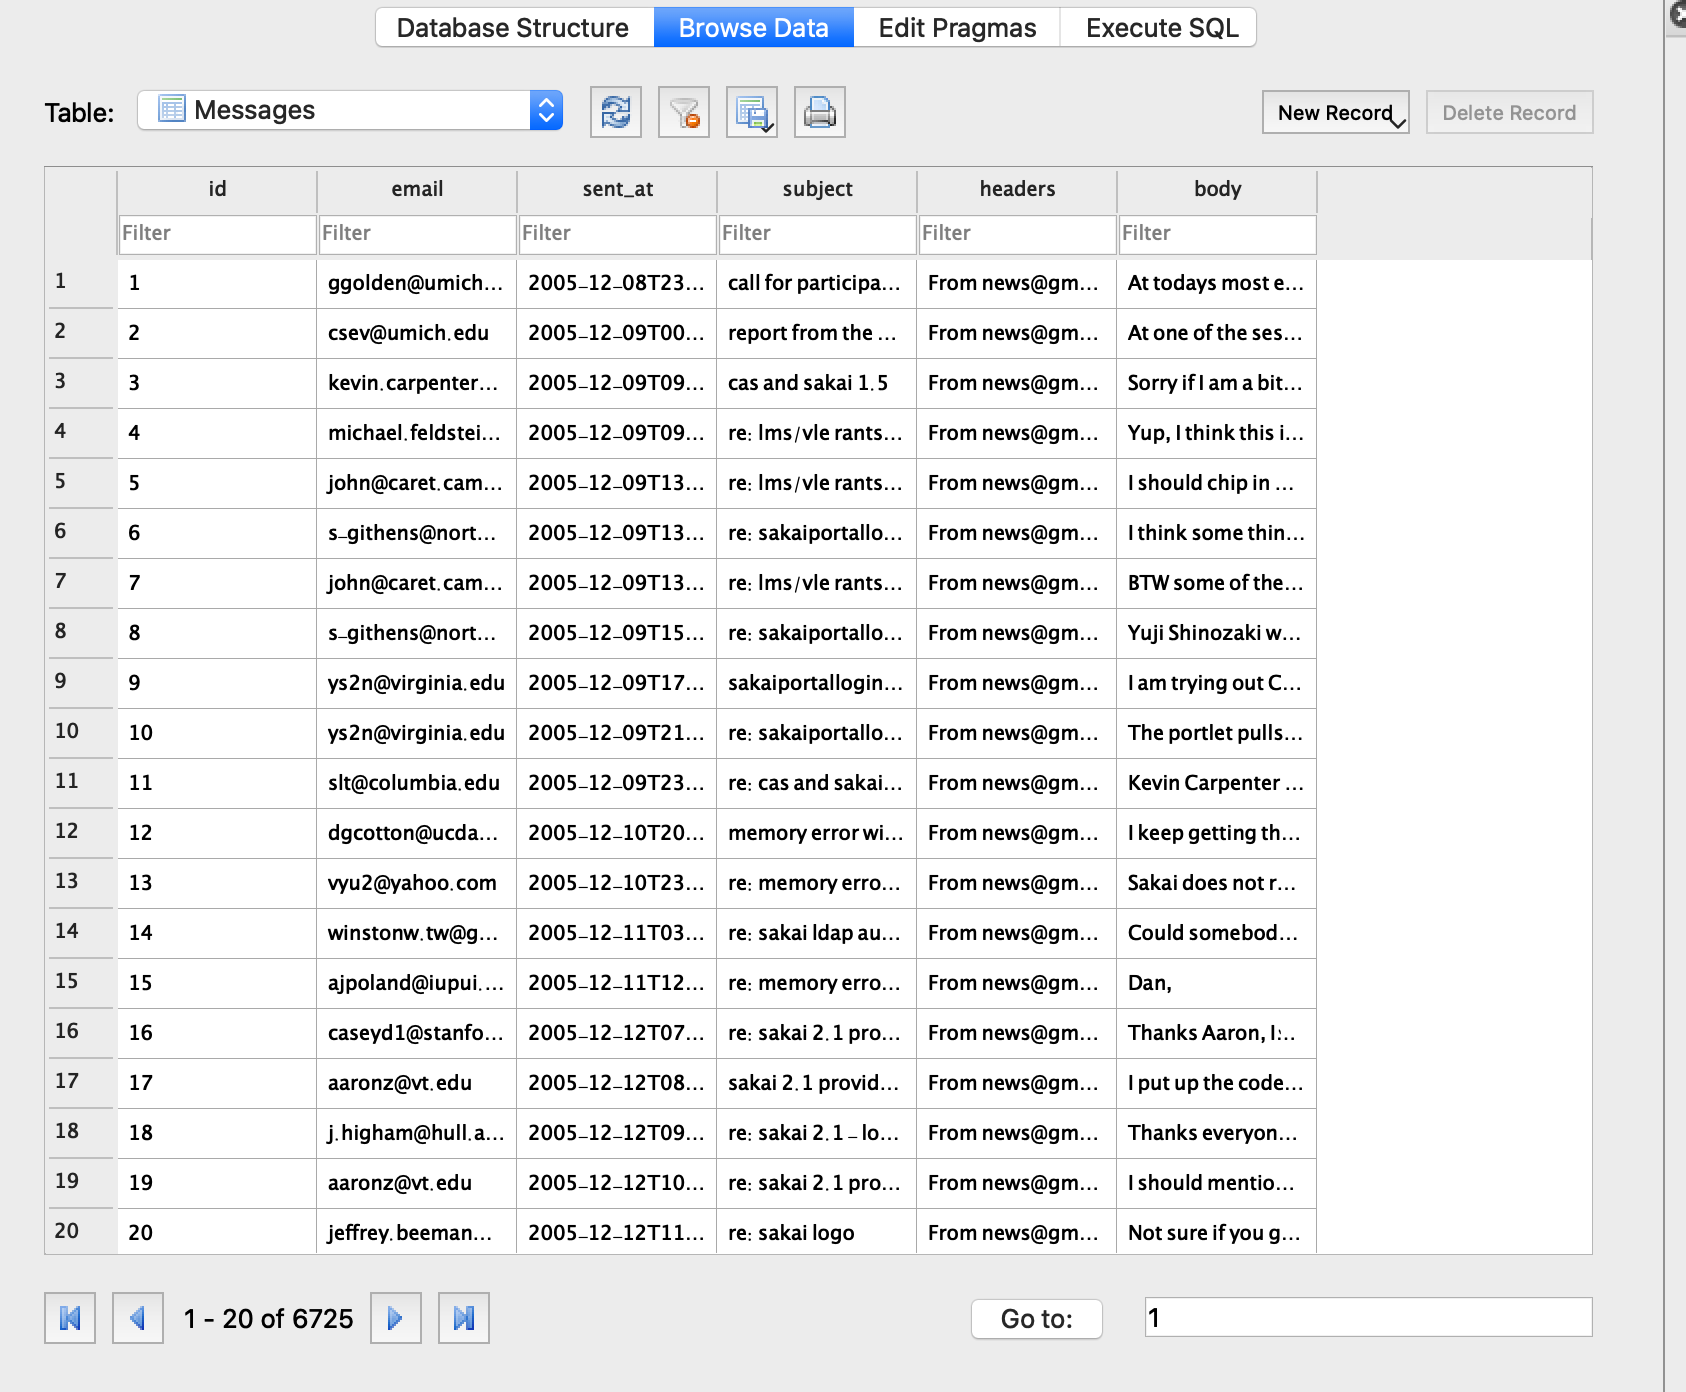 Database Structure Browse Data Edit Pragmas Execute SQL
Table: Messages New Record Delete Record
id email sent_at subject headers body
Filter Filter Filter Filter Filter Filter
1 1 ggolden@umich... 2005-12-08T23... call for participa... From news@gm... At todays most e...
2 2 csev@umich.edu 2005-12-09T00... report from the ... From news@gm... At one of the ses...
3 3 kevin.carpenter... 2005-12-09T09... cas and sakai 1.5 From news@gm... Sorry if I am a bit...
4 4 michael.feldstei... 2005-12-09T09... re: lms/vle rants... From news@gm... Yup, I think this i...
5 5 john@caret.cam... 2005-12-09T13... re: lms/vle rants... From news@gm... I should chip in ...
6 6 s_githens@nort... 2005-12-09T13... re: sakaiportallo... From news@gm... I think some thin...
7 7 john@caret.cam... 2005-12-09T13... re: lms/vle rants... From news@gm... BTW some of the...
8 8 s_githens@nort... 2005-12-09T15... re: sakaiportallo... From news@gm... Yuji Shinozaki w...
9 9 ys2n@virginia.edu 2005-12-09T17... sakaiportallogin... From news@gm... I am trying out C...
10 10 ys2n@virginia.edu 2005-12-09T21... re: sakaiportallo... From news@gm... The portlet pulls...
11 11 slt@columbia.edu 2005-12-09T23... re: cas and sakai... From news@gm... Kevin Carpenter ...
12 12 dgcotton@ucda... 2005-12-10T20... memory error wi... From news@gm... I keep getting th...
13 13 vyu2@yahoo.com 2005-12-10T23... re: memory erro... From news@gm... Sakai does not r...
14 14 winstonw.tw@g... 2005-12-11T03... re: sakai ldap au... From news@gm... Could somebod...
15 15 ajpoland@iupui.... 2005-12-11T12... re: memory erro... From news@gm... Dan,
16 16 caseyd1@stanfo... 2005-12-12T07... re: sakai 2.1 pro... From news@gm... Thanks Aaron, I:..
17 17 aaronz@vt.edu 2005-12-12T08... sakai 2.1 provid... From news@gm... I put up the code...
18 18 j.higham@hull.a... 2005-12-12T09... re: sakai 2.1 - lo... From news@gm... Thanks everyon...
19 19 aaronz@vt.edu 2005-12-12T10... re: sakai 2.1 pro... From news@gm... I should mentio...
20 20 jeffrey.beeman... 2005-12-12T11... re: sakai logo From news@gm... Not sure if you g...
1 - 20 of 6725 Go to: 1